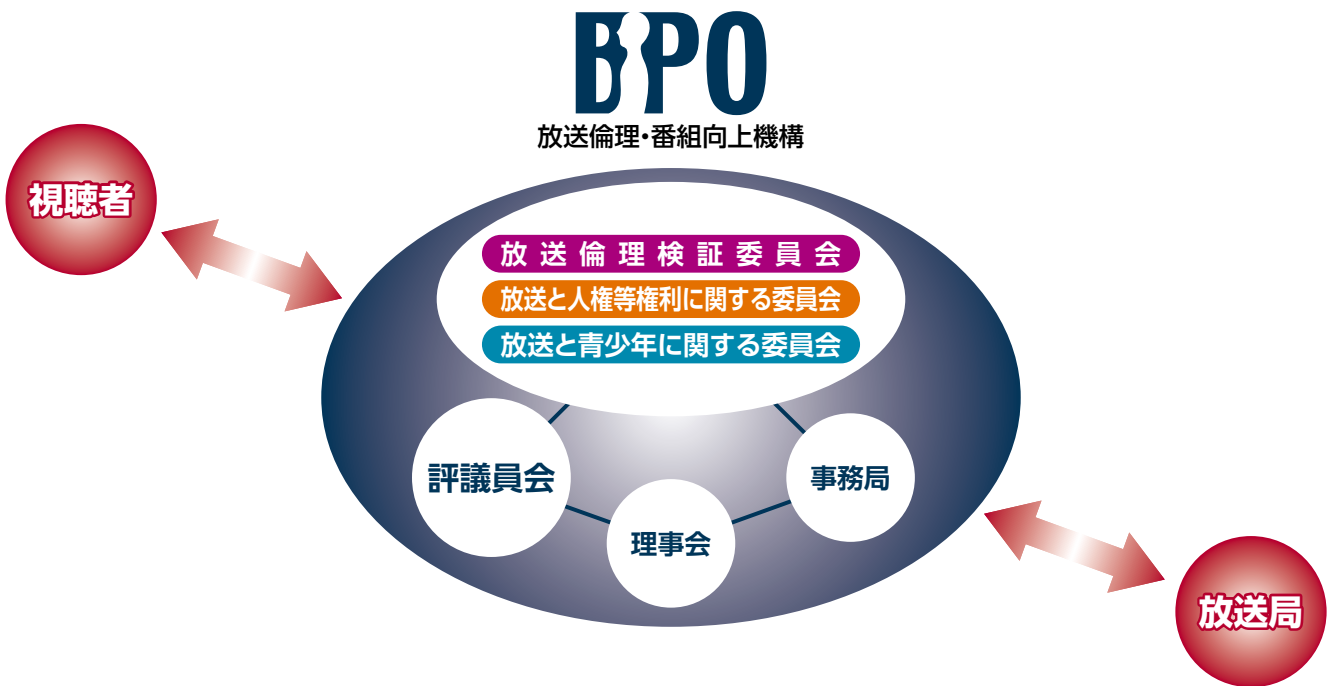 BPO
放送倫理・番組向上機構
視聴者
放送倫理検証委員会
放送と人権等権利に関する委員会
放送と青少年に関する委員会
評議員会
事務局
理事会
放送局